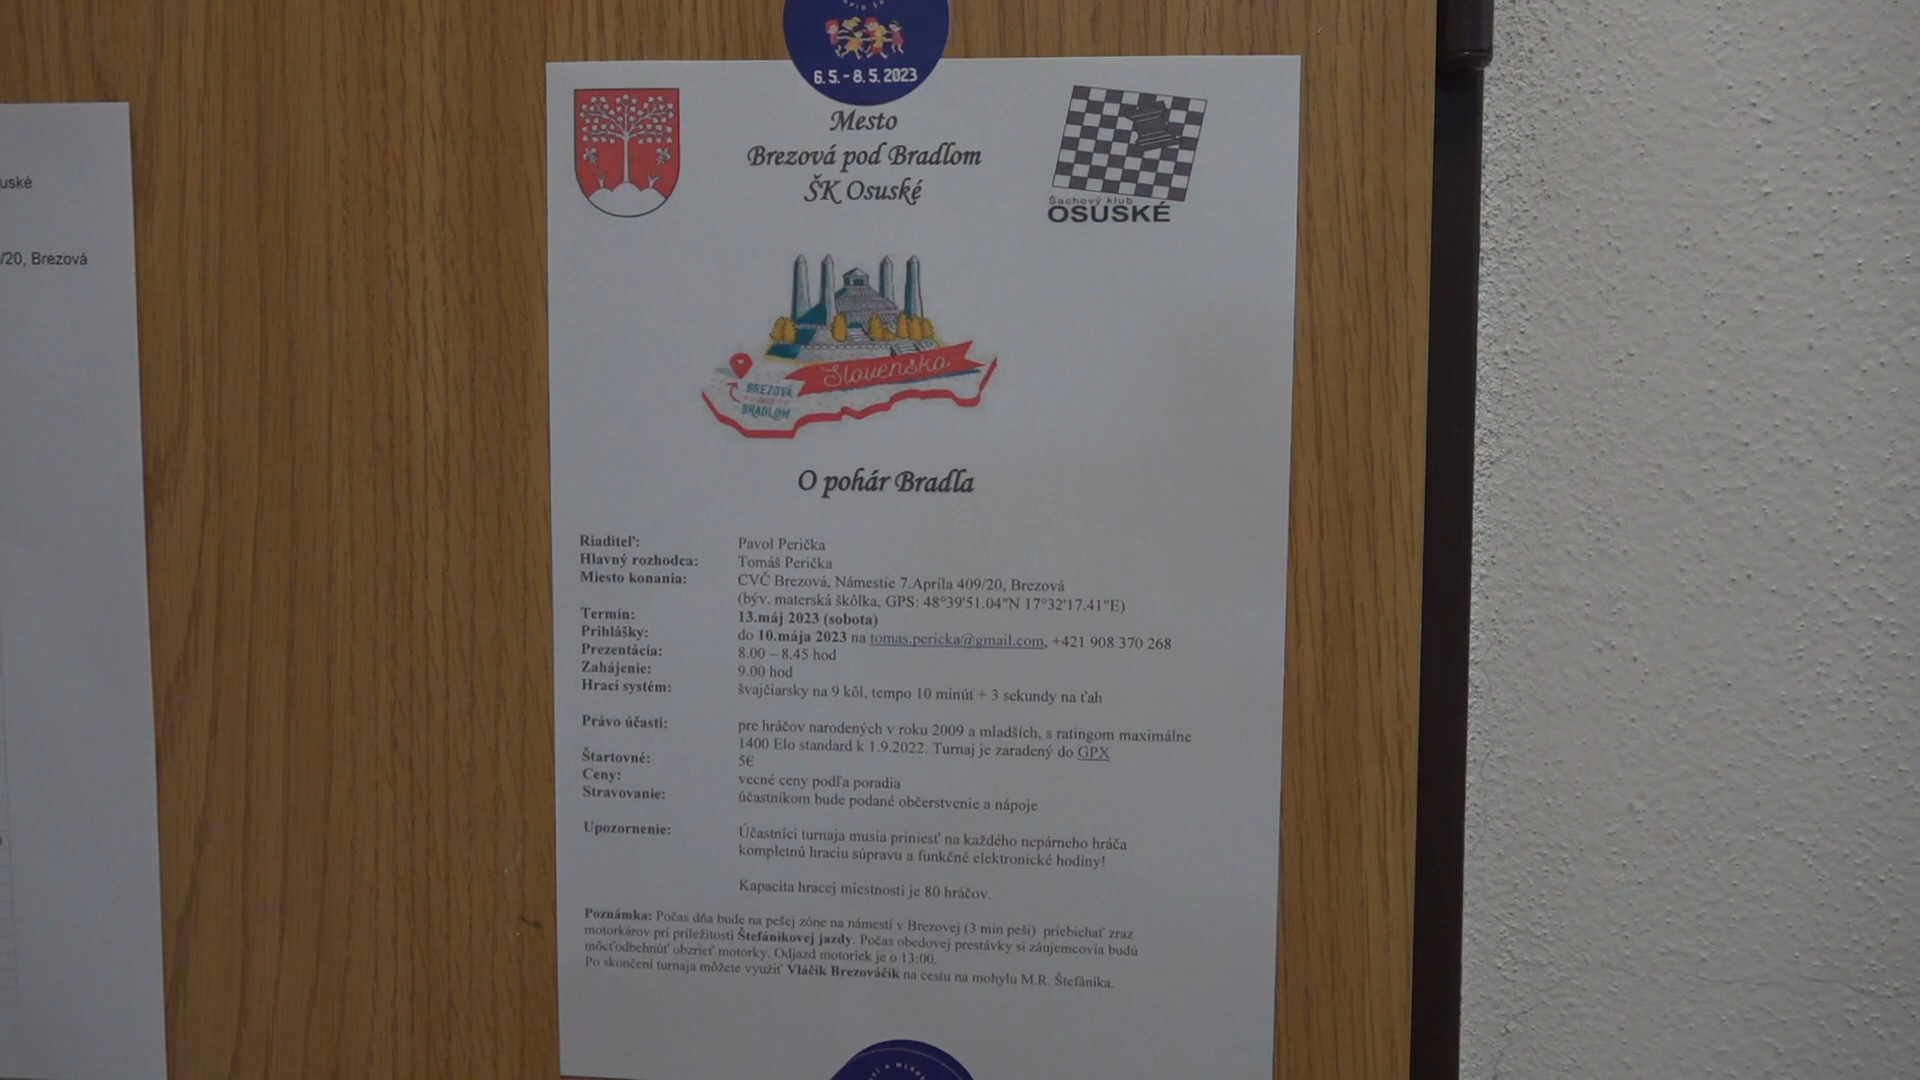 6. 5. - 8. 5. 2023
Mesto
Brezová pod Bradlom
ŠK Osuské
Šachový klub
OSUSKÉ
uské
/20, Brezová
Slovensko
BREZOVÁ
BRADLOM
O pohár Bradla
Riaditeľ: Pavol Perička
Hlavný rozhodca: Tomáš Perička
Miesto konania: CVČ Brezová, Námestie 7.Apríla 409/20, Brezová
(býv. materská škôlka, GPS: 48°39'51.04"N 17°32'17.41"E)
Termín: 13.máj 2023 (sobota)
Prihlášky: do 10.mája 2023 na tomas.pericka@gmail.com, +421 908 370 268
Prezentácia: 8.00 – 8.45 hod
Zahájenie: 9.00 hod
Hrací systém: švajčiarsky na 9 kôl, tempo 10 minút + 3 sekundy na ťah
Právo účasti: pre hráčov narodených v roku 2009 a mladších, s ratingom maximálne
1400 Elo standard k 1.9.2022. Turnaj je zaradený do GPX
Štartovné: 5€
Ceny: vecné ceny podľa poradia
Stravovanie: účastníkom bude podané občerstvenie a nápoje
Upozornenie: Účastníci turnaja musia priniesť na každého nepárneho hráča
kompletnú hraciu súpravu a funkčné elektronické hodiny!
Kapacita hracej miestnosti je 80 hráčov.
Poznámka: Počas dňa bude na pešej zóne na námestí v Brezovej (3 min peši) priebiehať zraz
motorkárov pri príležitosti Štefánikovej jazdy. Počas obedovej prestávky si záujemcovia budú
môcťodbehnúť obzrieť motorky. Odjazd motoriek je o 13:00.
Po skončení turnaja môžete využiť Vláčik Brezováčik na cestu na mohylu M.R. Štefánika.